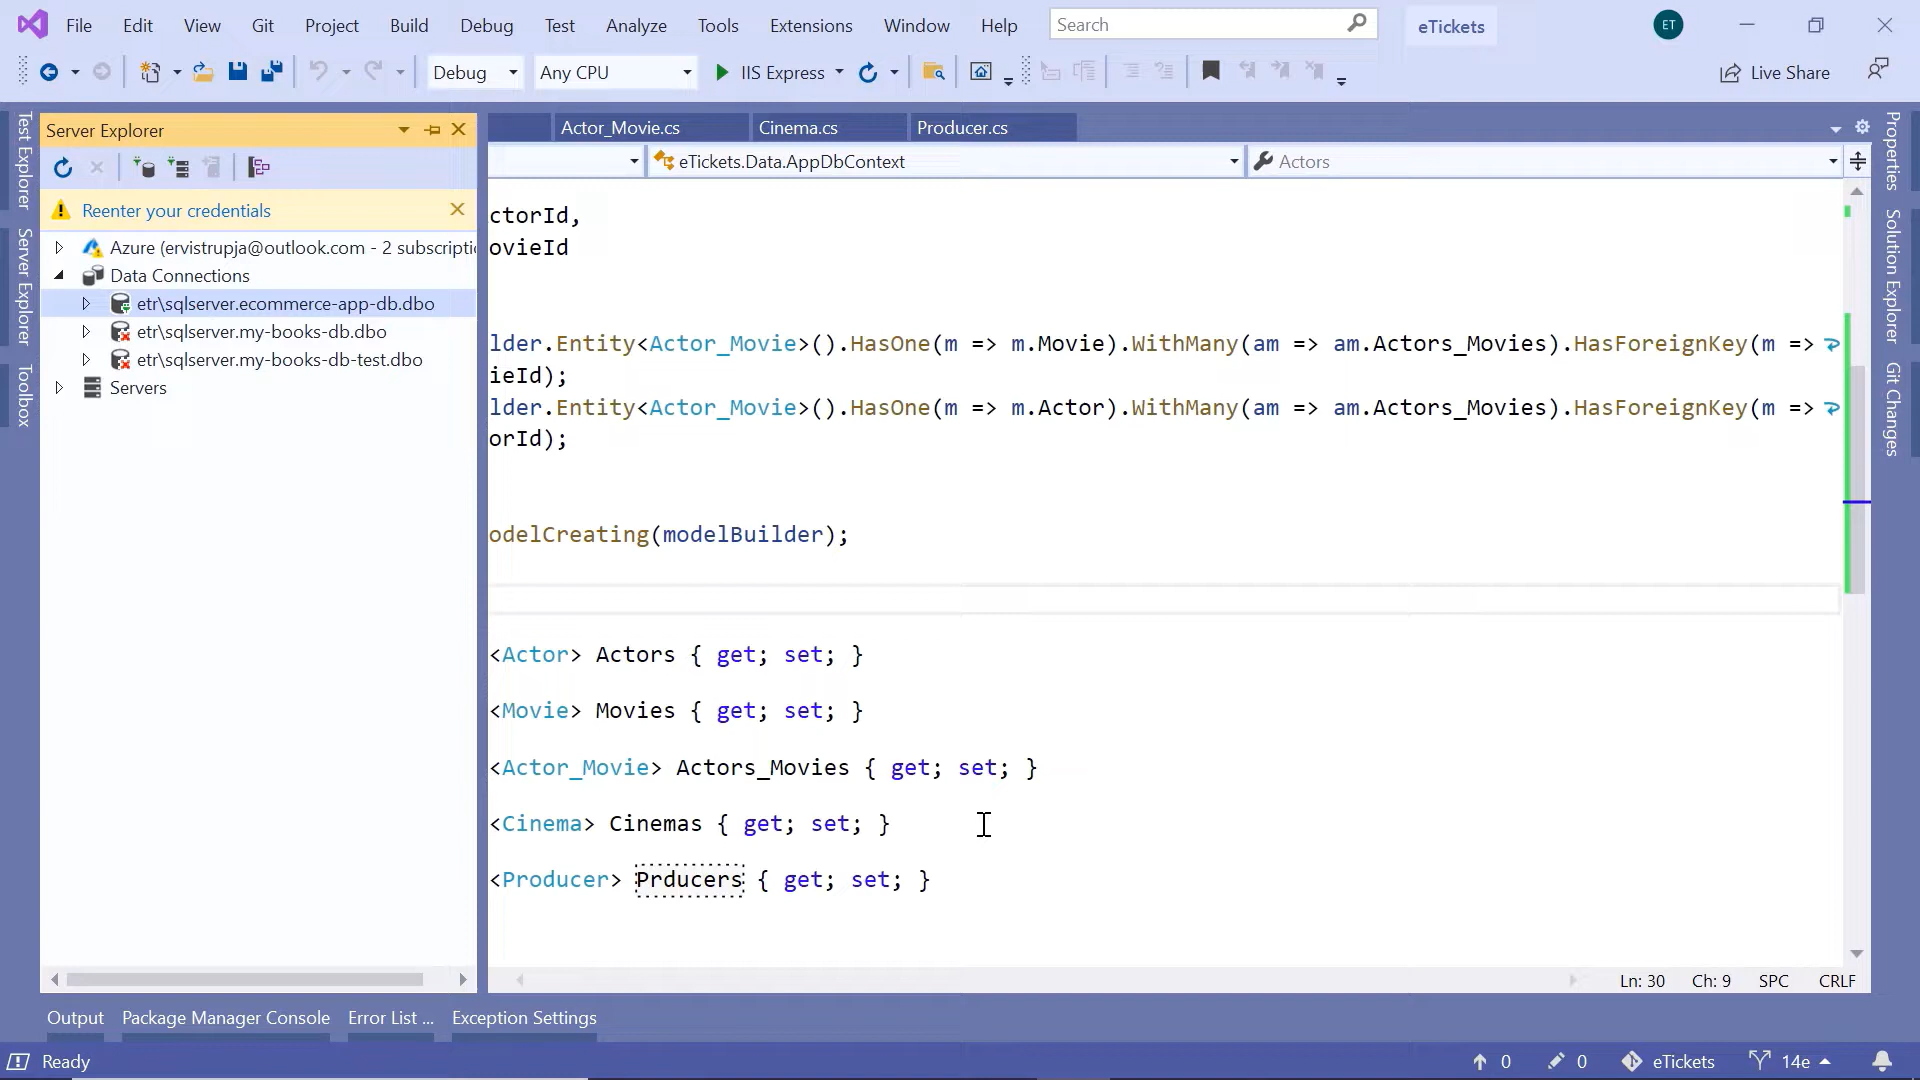 File Edit View Git Project Build Debug Test Analyze Tools Extensions Window Help Search eTickets ET
Debug Any CPU IIS Express Live Share
Server Explorer
Reenter your credentials
Azure (ervistrupja@outlook.com - 2 subscripti
Data Connections
etr\sqlserver.ecommerce-app-db.dbo
etr\sqlserver.my-books-db.dbo
etr\sqlserver.my-books-db-test.dbo
Servers
Test Explorer
Server Explorer
Toolbox
Actor_Movie.cs Cinema.cs Producer.cs
eTickets.Data.AppDbContext Actors
ctorId,
ovieId
lder.Entity<Actor_Movie>().HasOne(m => m.Movie).WithMany(am => am.Actors_Movies).HasForeignKey(m =>
ieId);
lder.Entity<Actor_Movie>().HasOne(m => m.Actor).WithMany(am => am.Actors_Movies).HasForeignKey(m =>
orId);
odelCreating(modelBuilder);
<Actor> Actors { get; set; }
<Movie> Movies { get; set; }
<Actor_Movie> Actors_Movies { get; set; }
<Cinema> Cinemas { get; set; }
<Producer> Prducers { get; set; }
Ln: 30 Ch: 9 SPC CRLF
Properties
Solution Explorer
Git Changes
Output Package Manager Console Error List ... Exception Settings
Ready 0 0 eTickets 14e